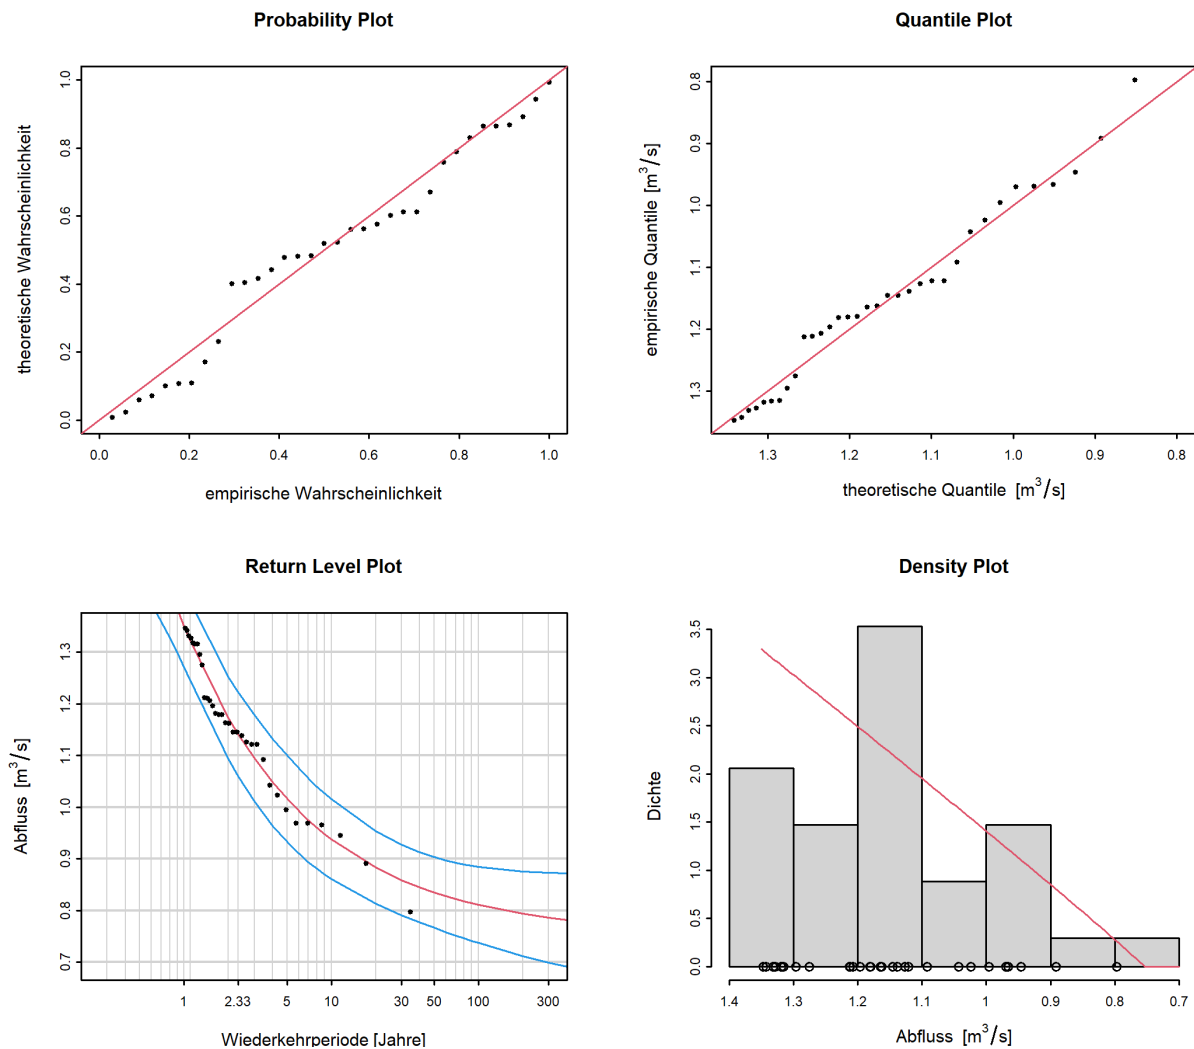 Probability Plot
theoretische Wahrscheinlichkeit
0.0 0.2 0.4 0.6 0.8 1.0
0.0 0.2 0.4 0.6 0.8 1.0
empirische Wahrscheinlichkeit
Quantile Plot
empirische Quantile [m³/s]
0.8 0.9 1.0 1.1 1.2 1.3
1.3 1.2 1.1 1.0 0.9 0.8
theoretische Quantile [m³/s]
Return Level Plot
Abfluss [m³/s]
1.3 1.2 1.1 1.0 0.9 0.8 0.7
1 2.33 5 10 30 50 100 300
Wiederkehrperiode [Jahre]
Density Plot
Dichte
3.5 3.0 2.5 2.0 1.5 1.0 0.5 0.0
1.4 1.3 1.2 1.1 1 0.9 0.8 0.7
Abfluss [m³/s]